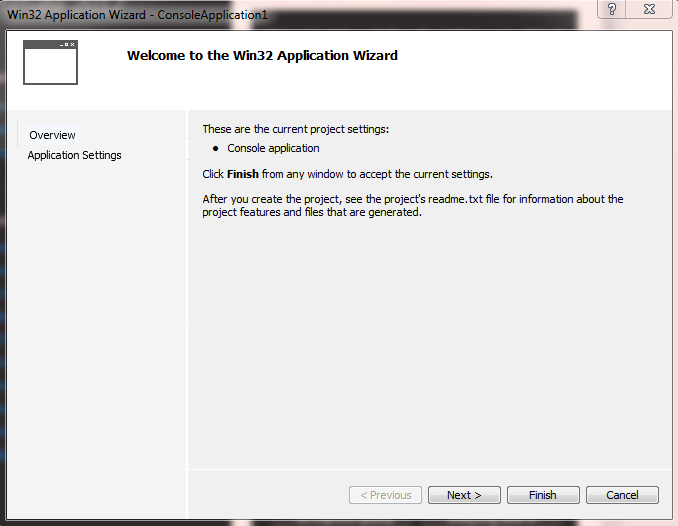 Win32 Application Wizard - ConsoleApplication1
Welcome to the Win32 Application Wizard
Overview
Application Settings
These are the current project settings:
• Console application
Click Finish from any window to accept the current settings.
After you create the project, see the project's readme.txt file for information about the
project features and files that are generated.
< Previous
Next >
Finish
Cancel